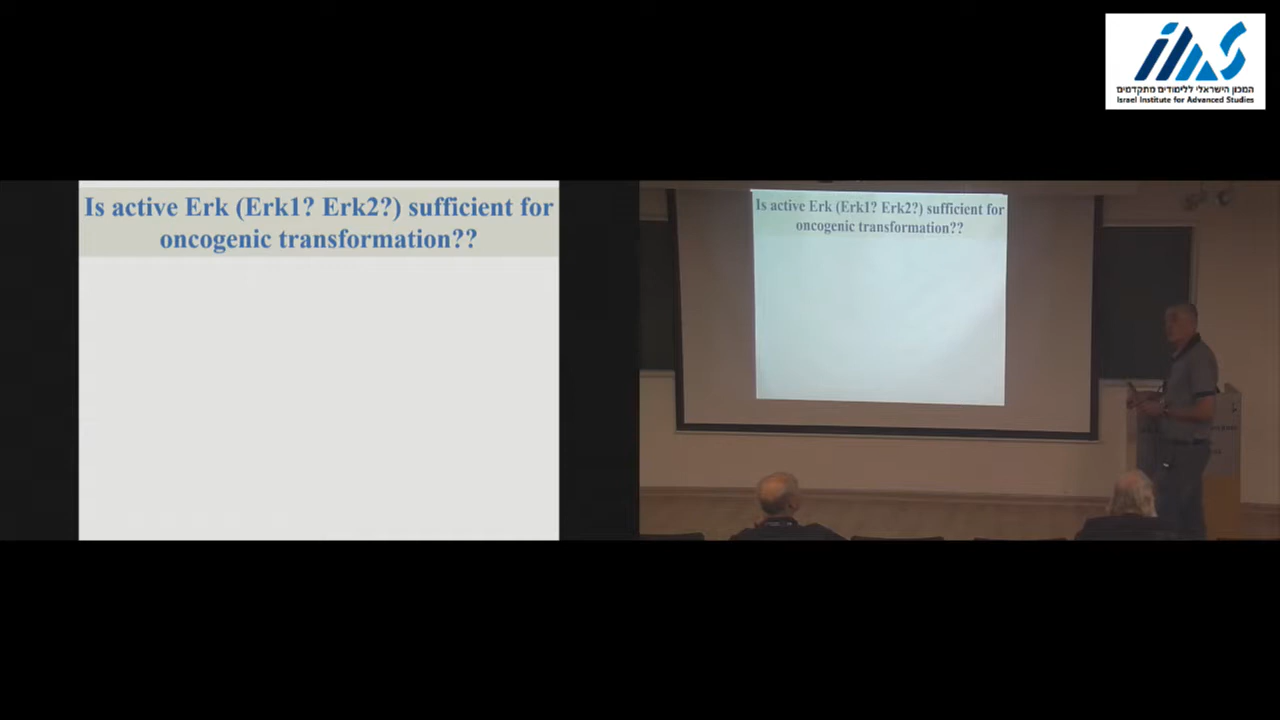 המכון הישראלי ללימודים מתקדמים
Israel Institute for Advanced Studies
Is active Erk (Erk1? Erk2?) sufficient for
oncogenic transformation??
Is active Erk (Erk1? Erk2?) sufficient for
oncogenic transformation??